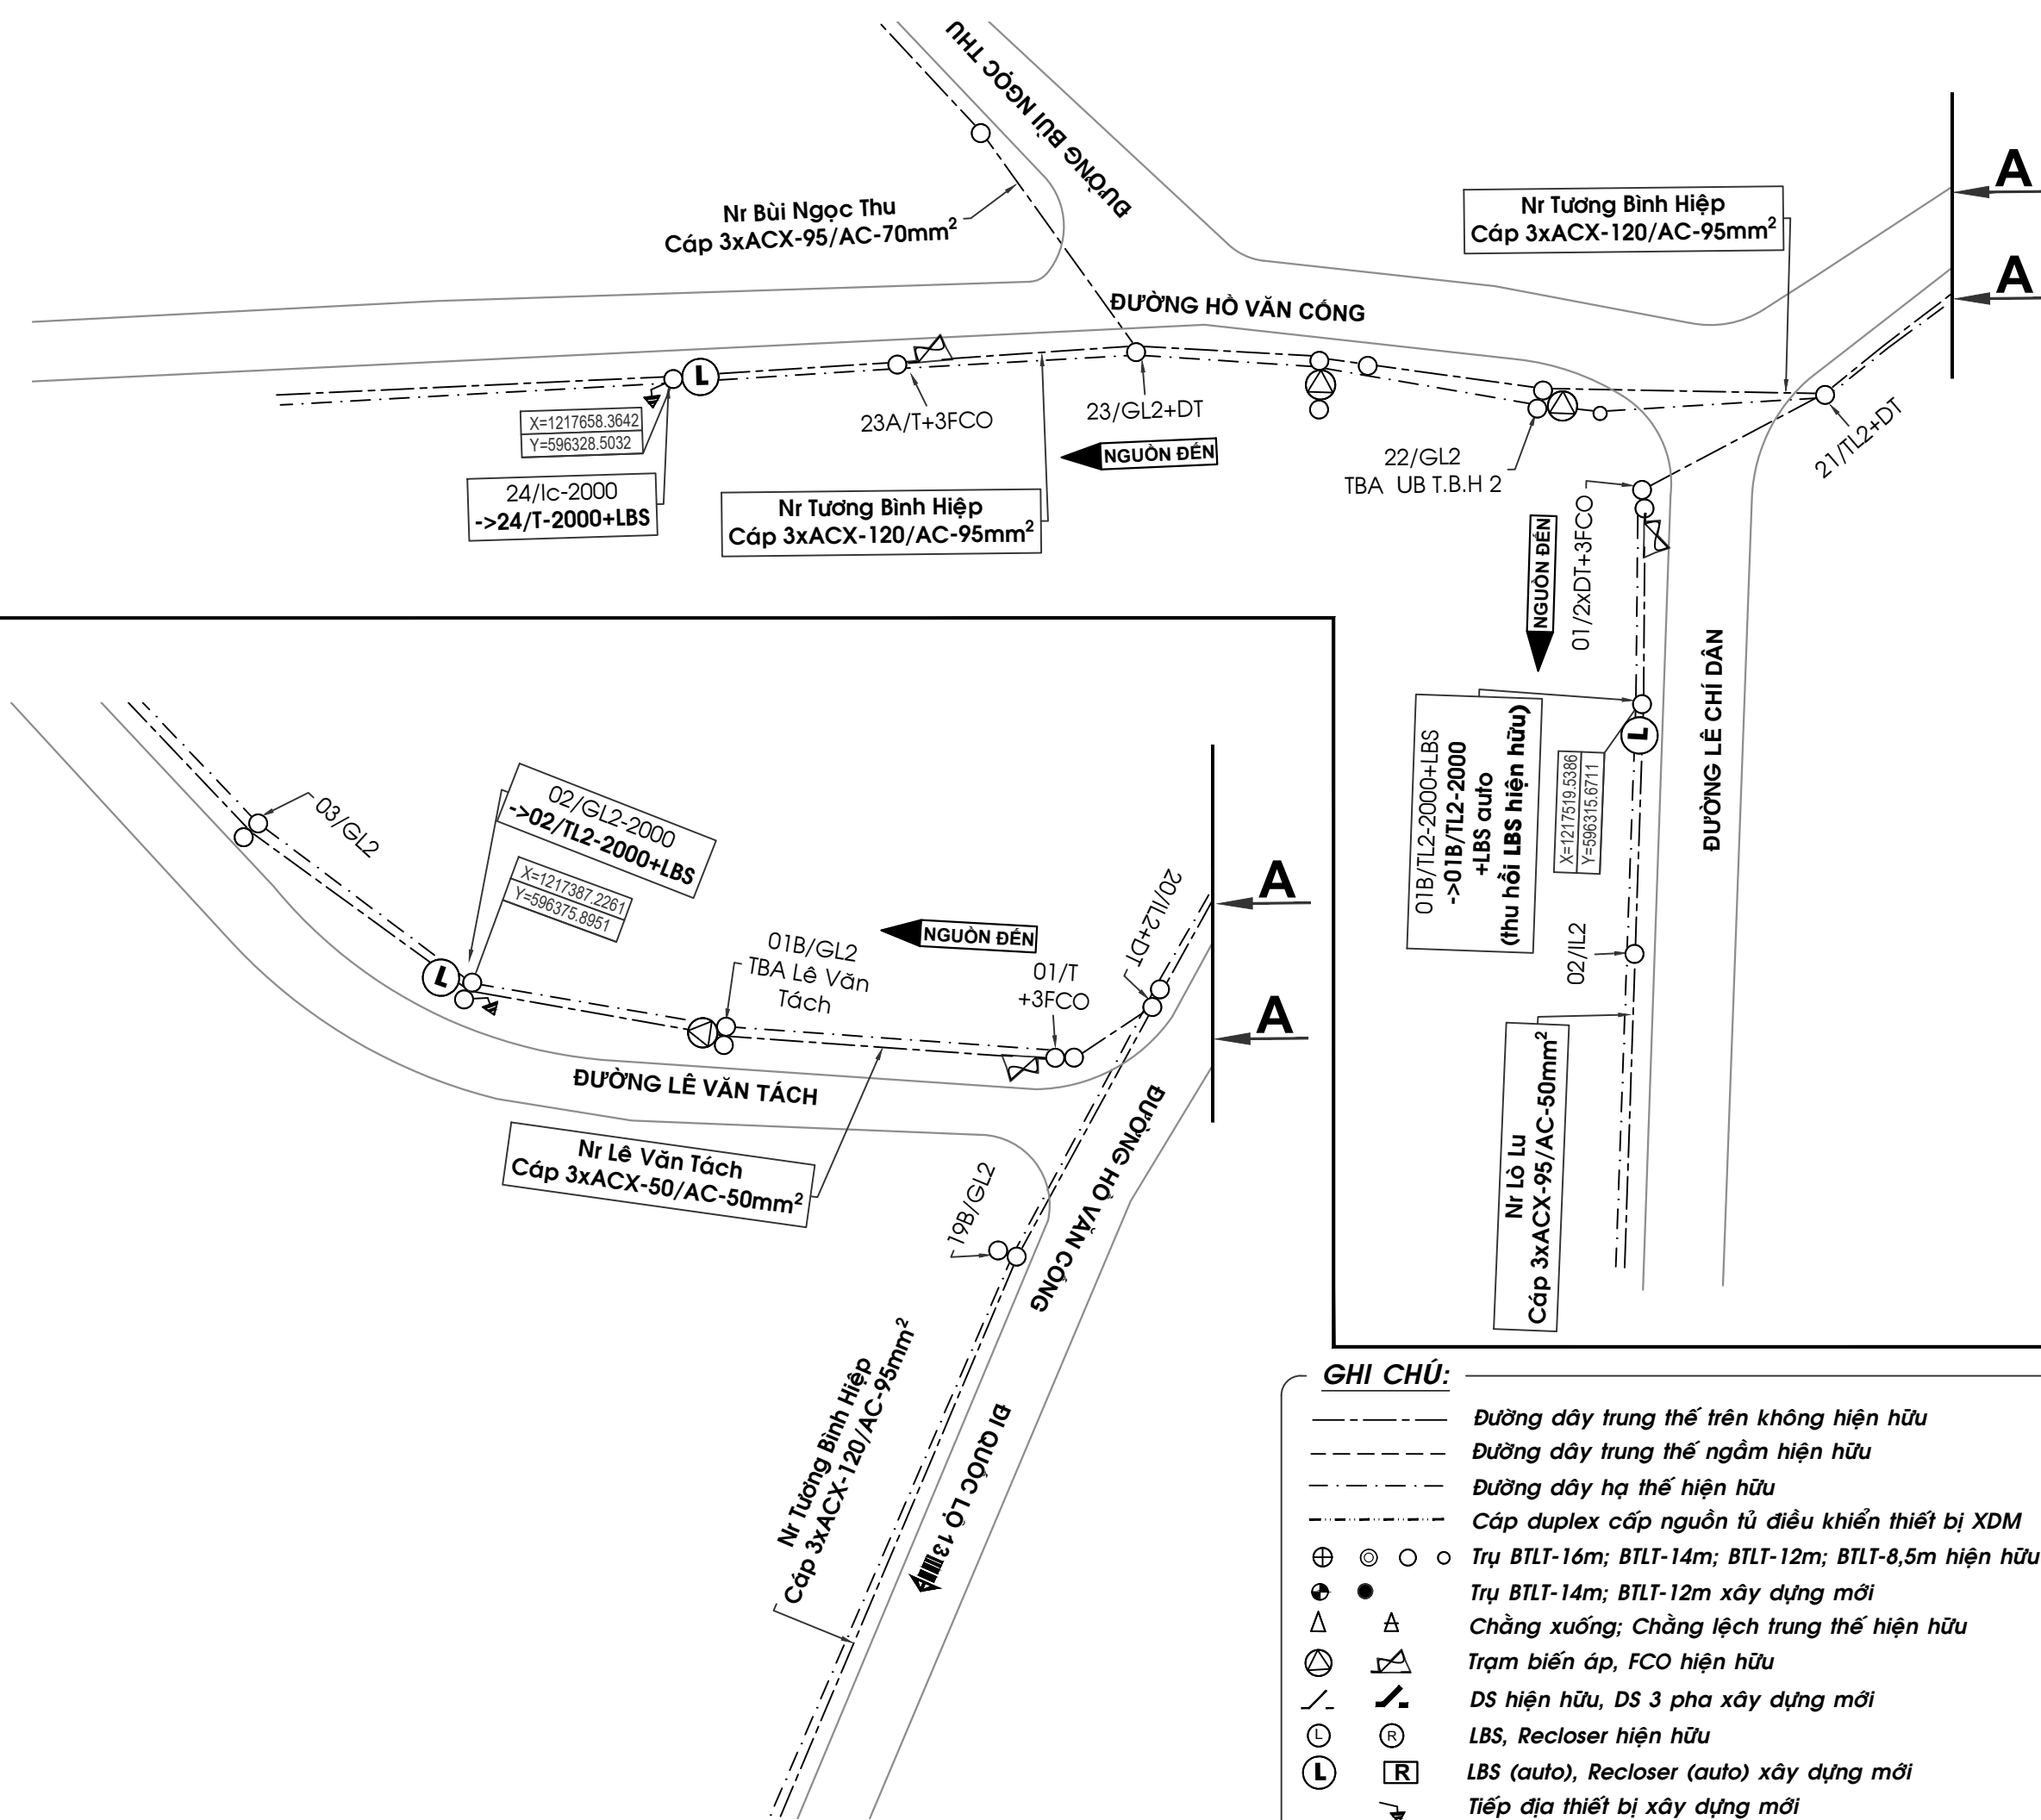 ĐƯỜNG BÙI NGỌC THU
Nr Bùi Ngọc Thu
Cáp 3xACX-95/AC-70mm²
Nr Tương Bình Hiệp
Cáp 3xACX-120/AC-95mm²
A
A
ĐƯỜNG HỒ VĂN CỐNG
L
23A/T+3FCO
23/GL2+DT
NGUỒN ĐẾN
22/GL2
TBA UB T.B.H 2
21/TL2+DT
X=1217658.3642
Y=596328.5032
24/Ic-2000
->24/T-2000+LBS
Nr Tương Bình Hiệp
Cáp 3xACX-120/AC-95mm²
NGUỒN ĐẾN
01/2xDT+3FCO
ĐƯỜNG LÊ CHÍ DÂN
01B/TL2-2000+LBS
->01B/TL2-2000
+LBS auto
(thu hồi LBS hiện hữu)
L
X=1217519.5386
Y=596315.6711
02/IL2
Nr Lò Lu
Cáp 3xACX-95/AC-50mm²
03/GL2
02/GL2-2000
->02/TL2-2000+LBS
X=1217387.2261
Y=596375.8951
L
01B/GL2
TBA Lê Văn
Tách
NGUỒN ĐẾN
01/T
+3FCO
20/IL2+DT
A
A
ĐƯỜNG LÊ VĂN TÁCH
Nr Lê Văn Tách
Cáp 3xACX-50/AC-50mm²
19B/GL2
ĐƯỜNG HỒ VĂN CỐNG
Nr Tương Bình Hiệp
Cáp 3xACX-120/AC-95mm²
ĐI QUỐC LỘ 13
GHI CHÚ:
Đường dây trung thế trên không hiện hữu
Đường dây trung thế ngầm hiện hữu
Đường dây hạ thế hiện hữu
Cáp duplex cấp nguồn tủ điều khiển thiết bị XDM
Trụ BTLT-16m; BTLT-14m; BTLT-12m; BTLT-8,5m hiện hữu
Trụ BTLT-14m; BTLT-12m xây dựng mới
Chằng xuống; Chằng lệch trung thế hiện hữu
Trạm biến áp, FCO hiện hữu
DS hiện hữu, DS 3 pha xây dựng mới
L R LBS, Recloser hiện hữu
L R LBS (auto), Recloser (auto) xây dựng mới
Tiếp địa thiết bị xây dựng mới